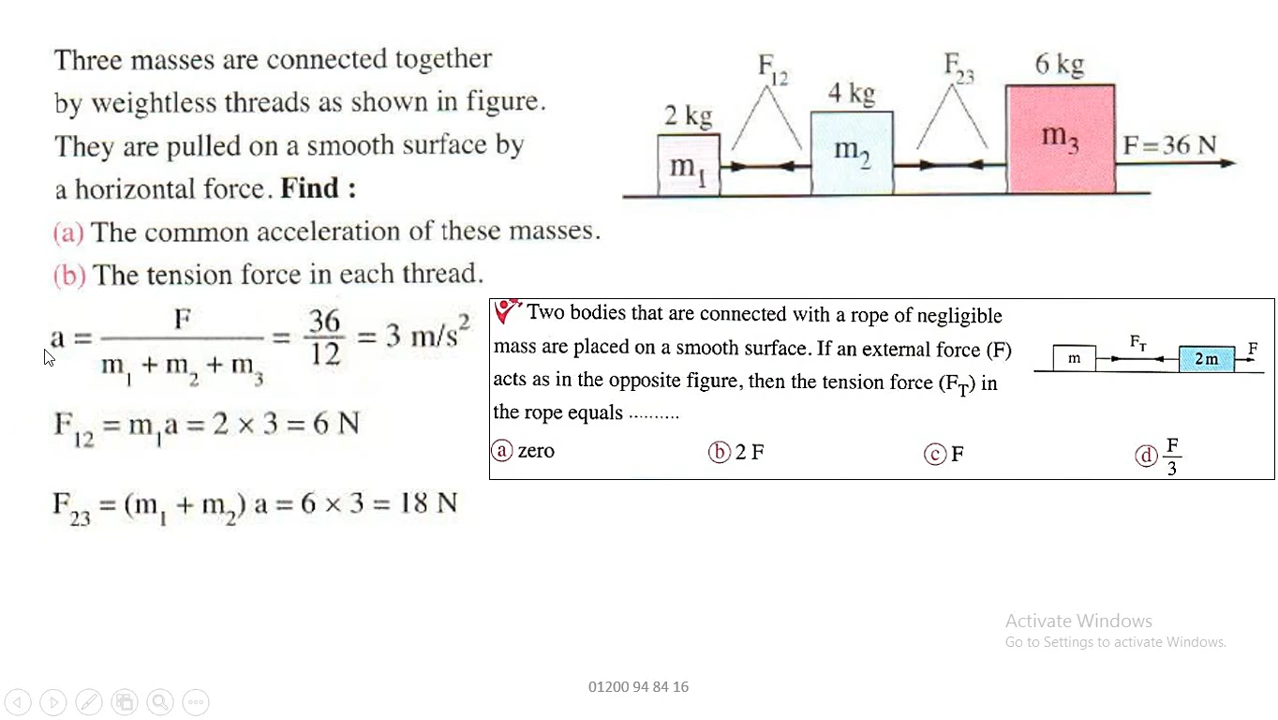 Three masses are connected together
by weightless threads as shown in figure.
They are pulled on a smooth surface by
a horizontal force. Find :
(a) The common acceleration of these masses.
(b) The tension force in each thread.
F₁₂
F₂₃
2 kg
4 kg
6 kg
m₁
m₂
m₃
F = 36 N
a = F / (m₁ + m₂ + m₃) = 36/12 = 3 m/s²
F₁₂ = m₁a = 2 × 3 = 6 N
F₂₃ = (m₁ + m₂) a = 6 × 3 = 18 N
Two bodies that are connected with a rope of negligible
mass are placed on a smooth surface. If an external force (F)
acts as in the opposite figure, then the tension force (F_T) in
the rope equals ..........
m
F_T
2m
F
ⓐ zero
ⓑ 2 F
ⓒ F
ⓓ F/3
Activate Windows
Go to Settings to activate Windows.
01200 94 84 16